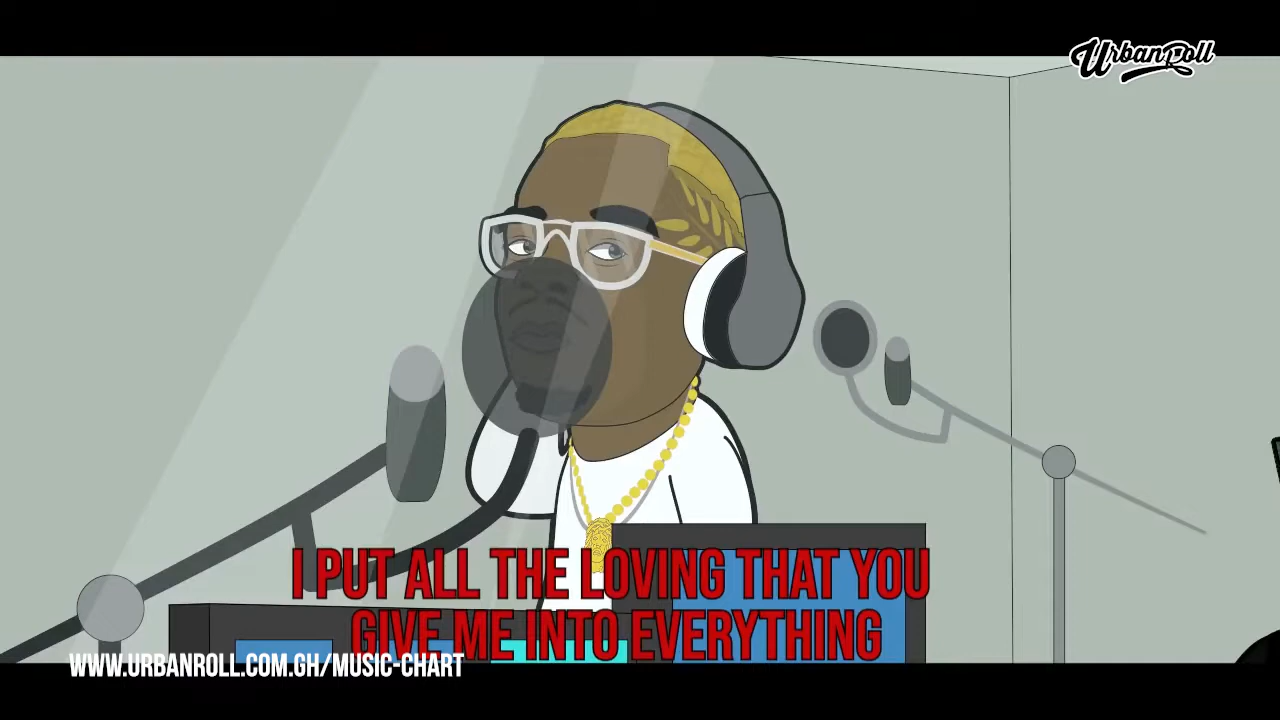 UrbanRoll
I PUT ALL THE LOVING THAT YOU
GIVE ME INTO EVERYTHING
WWW.URBANROLL.COM.GH/MUSIC-CHART